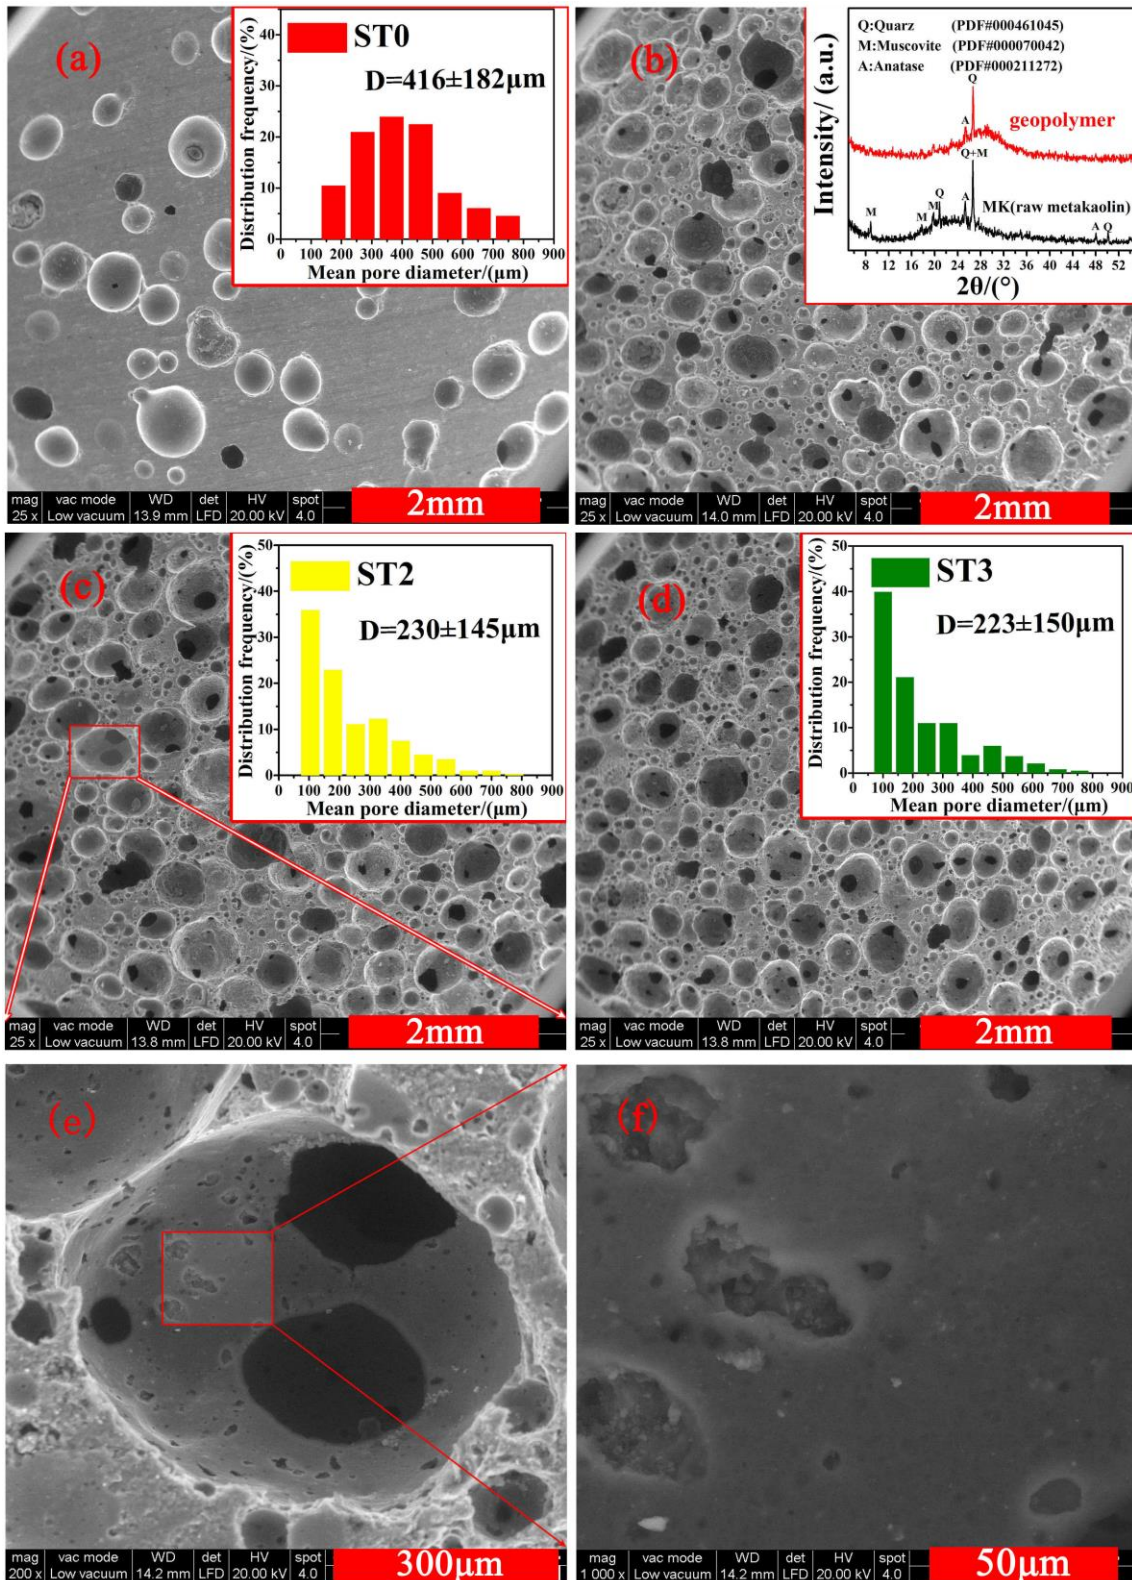 (a)
ST0
D=416±182μm
Distribution frequency/(%)
40
30
20
10
0
0 100 200 300 400 500 600 700 800 900
Mean pore diameter/(μm)
mag vac mode WD det HV spot
25 x Low vacuum 13.9 mm LFD 20.00 kV 4.0
2mm
(b)
Q:Quarz (PDF#000461045)
M:Muscovite (PDF#000070042)
A:Anatase (PDF#000211272)
Q
A
geopolymer
Q+M
A
Q
M
M
M
MK(raw metakaolin)
A Q
Intensity/ (a.u.)
8 12 16 20 24 28 32 36 40 44 48 52
2θ/(°)
mag vac mode WD det HV spot
25 x Low vacuum 14.0 mm LFD 20.00 kV 4.0
2mm
(c)
ST2
D=230±145μm
Distribution frequency/(%)
50
40
30
20
10
0
100 200 300 400 500 600 700 800 900
Mean pore diameter/(μm)
mag vac mode WD det HV spot
25 x Low vacuum 13.8 mm LFD 20.00 kV 4.0
2mm
(d)
ST3
D=223±150μm
Distribution frequency/(%)
50
40
30
20
10
0
100 200 300 400 500 600 700 800 900
Mean pore diameter/(μm)
mag vac mode WD det HV spot
25 x Low vacuum 13.8 mm LFD 20.00 kV 4.0
2mm
(e)
mag vac mode WD det HV spot
200 x Low vacuum 14.2 mm LFD 20.00 kV 4.0
300μm
(f)
mag vac mode WD det HV spot
1 000 x Low vacuum 14.2 mm LFD 20.00 kV 4.0
50μm